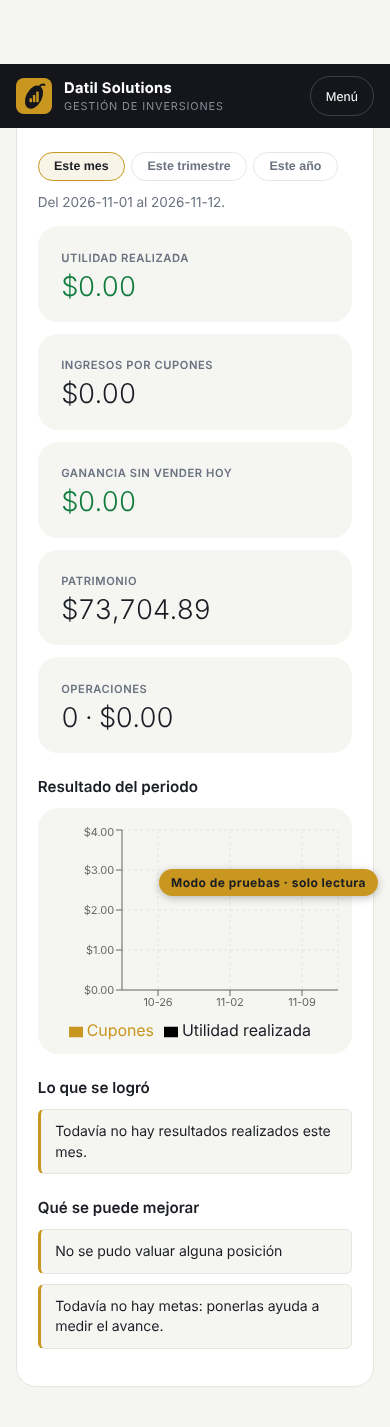 Datil Solutions
GESTIÓN DE INVERSIONES
Menú
Este mes
Este trimestre
Este año
Del 2026-11-01 al 2026-11-12.
UTILIDAD REALIZADA
$0.00
INGRESOS POR CUPONES
$0.00
GANANCIA SIN VENDER HOY
$0.00
PATRIMONIO
$73,704.89
OPERACIONES
0 · $0.00
Resultado del periodo
$4.00
$3.00
Modo de pruebas · solo lectura
$2.00
$1.00
$0.00
10-26
11-02
11-09
Cupones
Utilidad realizada
Lo que se logró
Todavía no hay resultados realizados este
mes.
Qué se puede mejorar
No se pudo valuar alguna posición
Todavía no hay metas: ponerlas ayuda a
medir el avance.